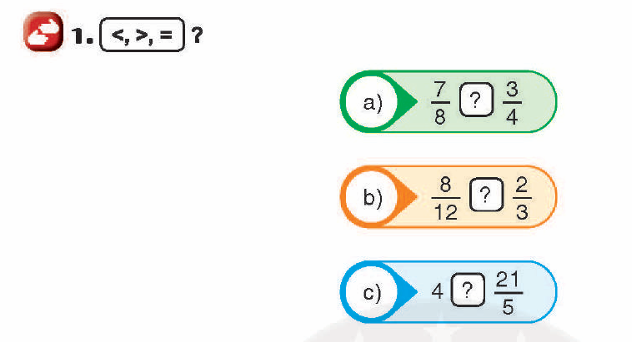 1. <, >, = ?
a) 7/8 ? 3/4
b) 8/12 ? 2/3
c) 4 ? 21/5